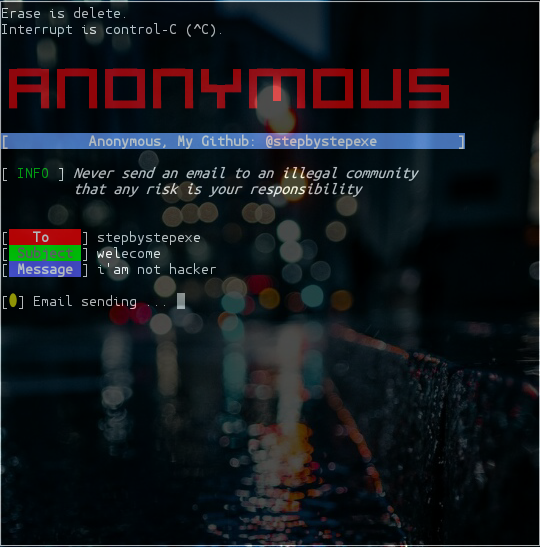 Erase is delete.
Interrupt is control-C (^C).
ANONYMOUS
[ Anonymous, My Github: @stepbystepexe ]
[ INFO ] Never send an email to an illegal community
that any risk is your responsibility
[ To ] stepbystepexe
[ Subject ] welecome
[ Message ] i'am not hacker
[0] Email sending ...